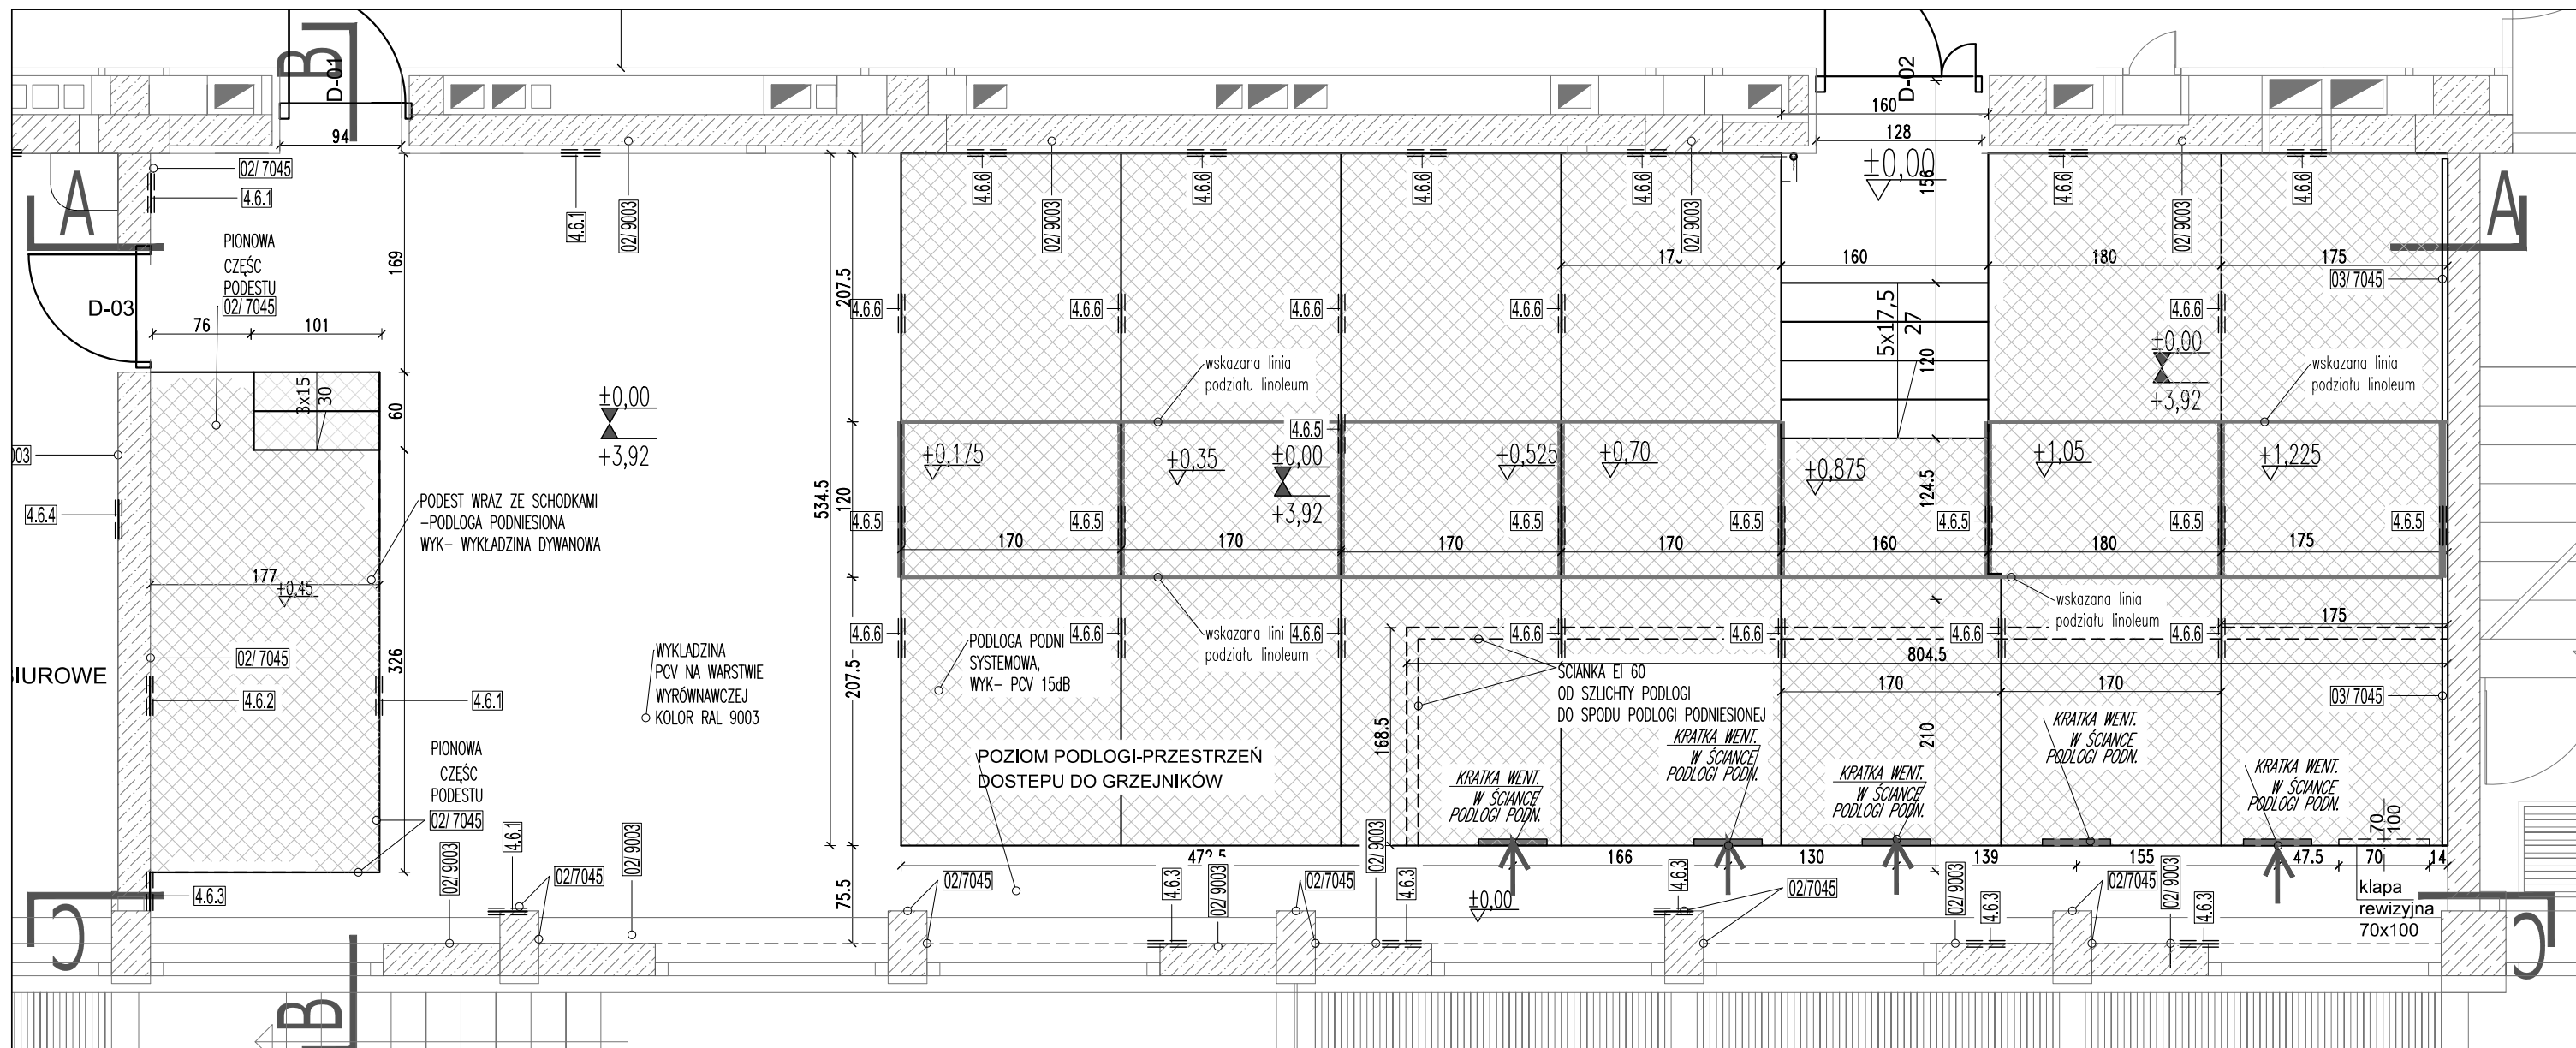 B
D-01
94
02/ 7045
4.6.1
A
PIONOWA
CZĘŚC
PODESTU
02/ 7045
D-03
76
101
169
3x15
30
60
4.6.1
02/ 9003
±0,00
+3,92
003
4.6.4
PODEST WRAZ ZE SCHODKAMI
-PODLOGA PODNIESIONA
WYK- WYKŁADZINA DYWANOWA
177
+0,45
02/ 7045
4.6.2
326
4.6.1
BIUROWE
WYKLADZINA
PCV NA WARSTWIE
WYRÓWNAWCZEJ
KOLOR RAL 9003
PIONOWA
CZĘŚC
PODESTU
02/ 7045
4.6.3
02/ 9003
4.6.1
02/7045
02/ 9003
C
B
534.5
207.5
120
207.5
75.5
4.6.6
02/ 9003
4.6.6
4.6.6
4.6.6
02/ 9003
D-02
160
128
±0,00
156
4.6.6
02/ 9003
4.6.6
A
160
180
175
03/ 7045
4.6.6
4.6.6
4.6.6
4.6.6
5x17,5
27
120
4.6.6
±0,00
+3,92
wskazana linia
podziału linoleum
wskazana linia
podziału linoleum
4.6.5
+0,175
+0,35
±0,00
+3,92
+0,525
+0,70
+0,875
+1,05
+1,225
124.5
4.6.5
4.6.5
4.6.5
4.6.5
4.6.5
4.6.5
4.6.5
170
170
170
170
160
180
175
4.6.6
4.6.6
4.6.6
4.6.6
4.6.6
4.6.6
4.6.6
PODLOGA PODNI
SYSTEMOWA,
WYK- PCV 15dB
wskazana lini
podziału linoleum
wskazana linia
podziału linoleum
175
804.5
ŚCIANKA EI 60
OD SZLICHTY PODLOGI
DO SPODU PODLOGI PODNIESIONEJ
170
170
03/ 7045
168.5
210
POZIOM PODLOGI-PRZESTRZEŃ
DOSTEPU DO GRZEJNIKÓW
KRATKA WENT.
W ŚCIANCE
PODLOGI PODN.
KRATKA WENT.
W ŚCIANCE
PODLOGI PODN.
KRATKA WENT.
W ŚCIANCE
PODLOGI PODN.
KRATKA WENT.
W ŚCIANCE
PODLOGI PODN.
KRATKA WENT.
W ŚCIANCE
PODLOGI PODN.
70
100
472.5
166
130
139
155
47.5
70
14
02/7045
4.6.3
02/ 9003
02/7045
02/ 9003
4.6.3
±0,00
4.6.3
02/7045
02/ 9003
4.6.3
02/7045
02/ 9003
4.6.3
klapa
rewizyjna
70x100
C